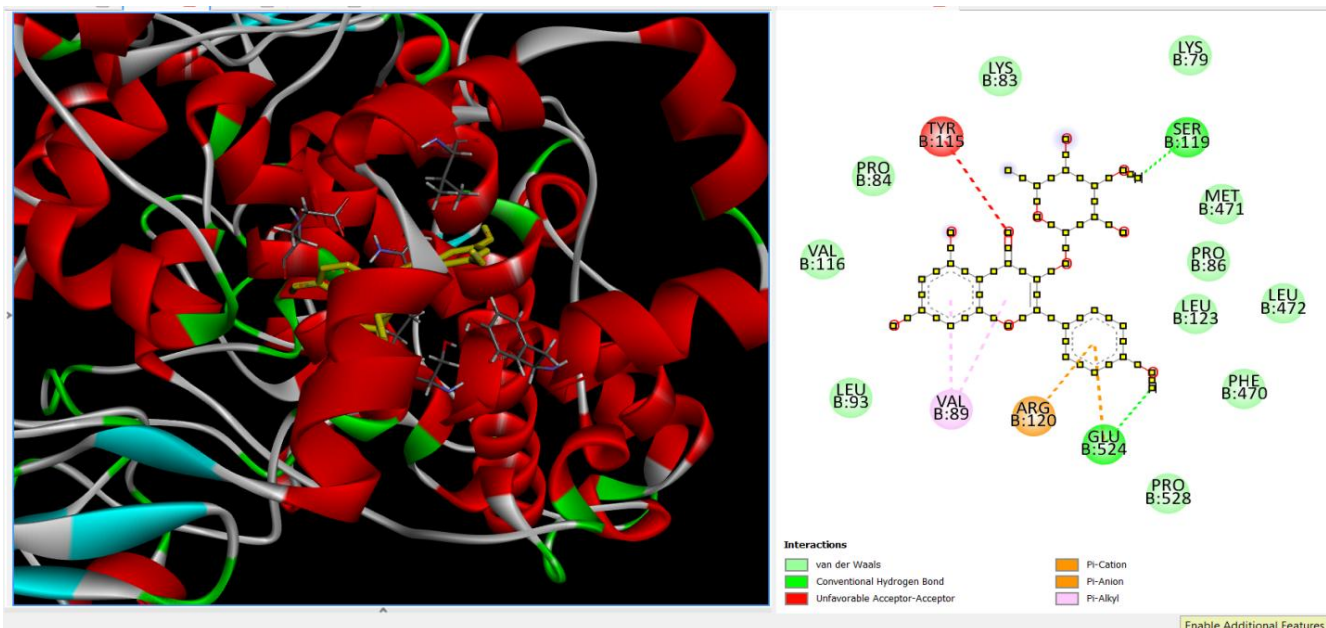 LYS
B:79
LYS
B:83
TYR
B:115
SER
B:119
PRO
B:84
MET
B:471
VAL
B:116
PRO
B:86
LEU
B:123
LEU
B:472
LEU
B:93
VAL
B:89
ARG
B:120
PHE
B:470
GLU
B:524
PRO
B:528
Interactions
van der Waals
Conventional Hydrogen Bond
Unfavorable Acceptor-Acceptor
Pi-Cation
Pi-Anion
Pi-Alkyl
Enable Additional Features